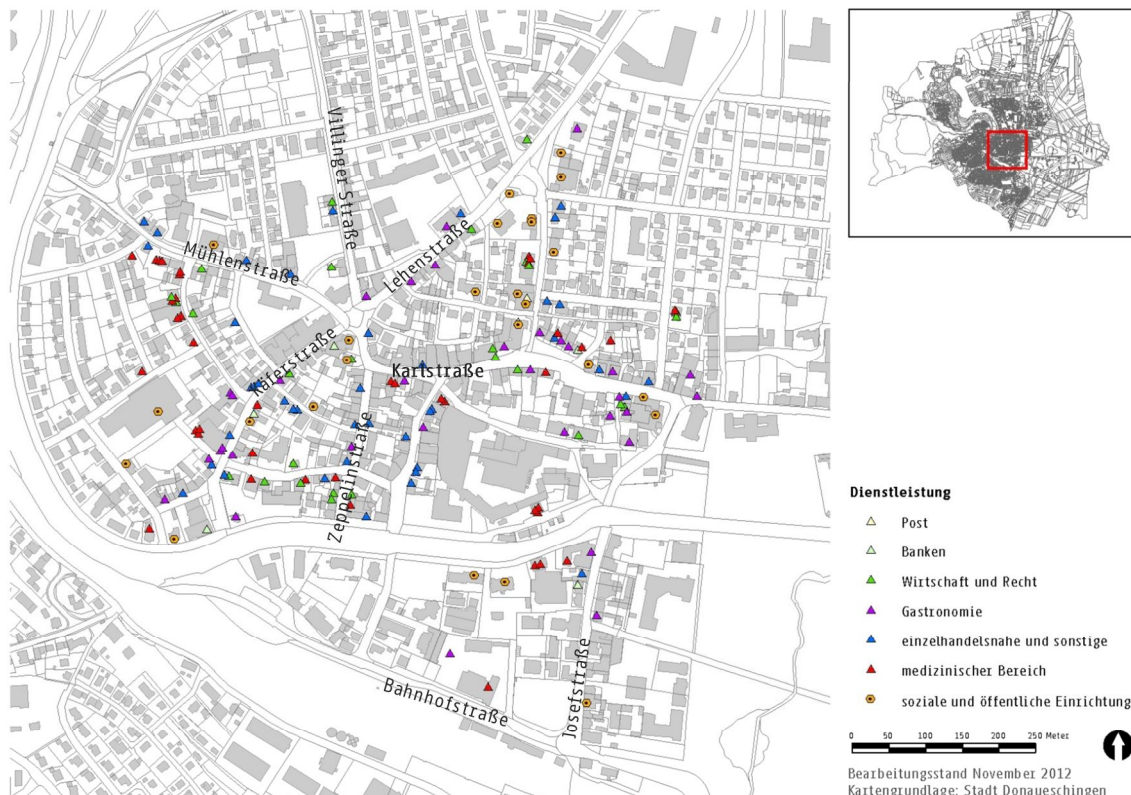 Villinger Straße
Mühlenstraße
Lehenstraße
Käferstraße
Karlstraße
Zeppelinstraße
Bahnhofstraße
Josefstraße
Dienstleistung
Post
Banken
Wirtschaft und Recht
Gastronomie
einzelhandelsnahe und sonstige
medizinischer Bereich
soziale und öffentliche Einrichtung
0 50 100 150 200 250 Meter
Bearbeitungsstand November 2012
Kartengrundlage: Stadt Donaueschingen